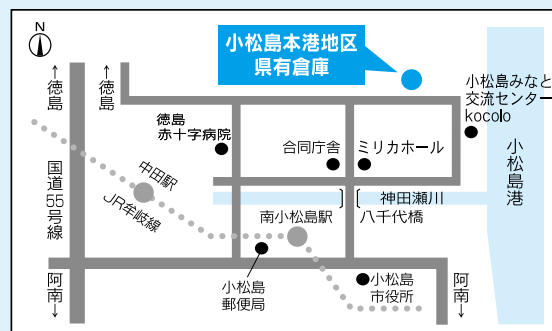 N
小松島本港地区
県有倉庫
←徳島
←徳島
小松島みなと
交流センター
kocolo
徳島
赤十字病院
合同庁舎
ミリカホール
小松島港
中田駅
JR牟岐線
国道55号線
神田瀬川
八千代橋
南小松島駅
小松島
郵便局
小松島
市役所
阿南→
阿南→